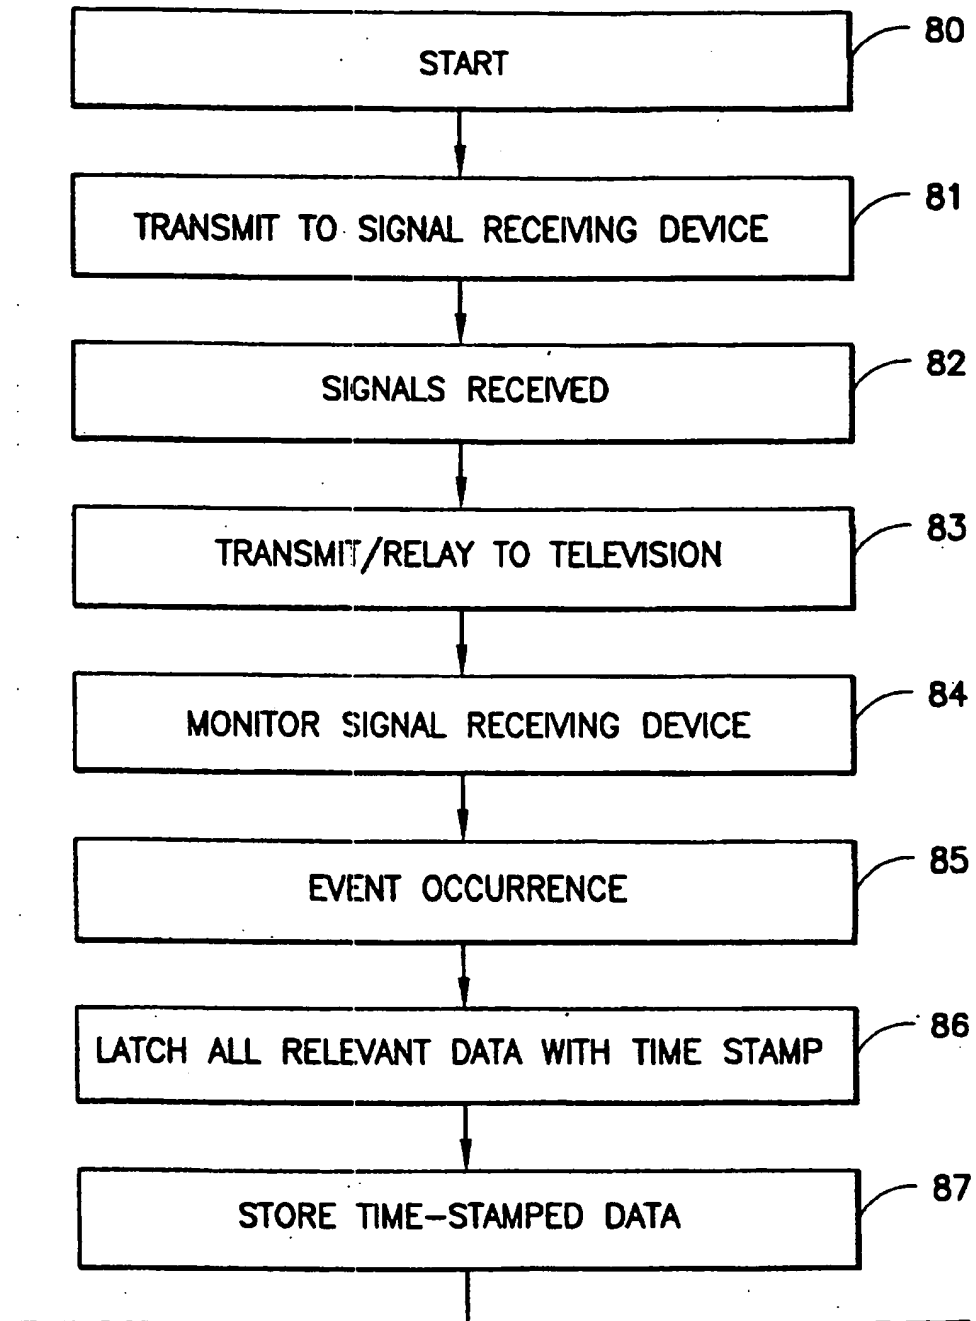 START 80
TRANSMIT TO SIGNAL RECEIVING DEVICE 81
SIGNALS RECEIVED 82
TRANSMIT/RELAY TO TELEVISION 83
MONITOR SIGNAL RECEIVING DEVICE 84
EVENT OCCURRENCE 85
LATCH ALL RELEVANT DATA WITH TIME STAMP 86
STORE TIME-STAMPED DATA 87